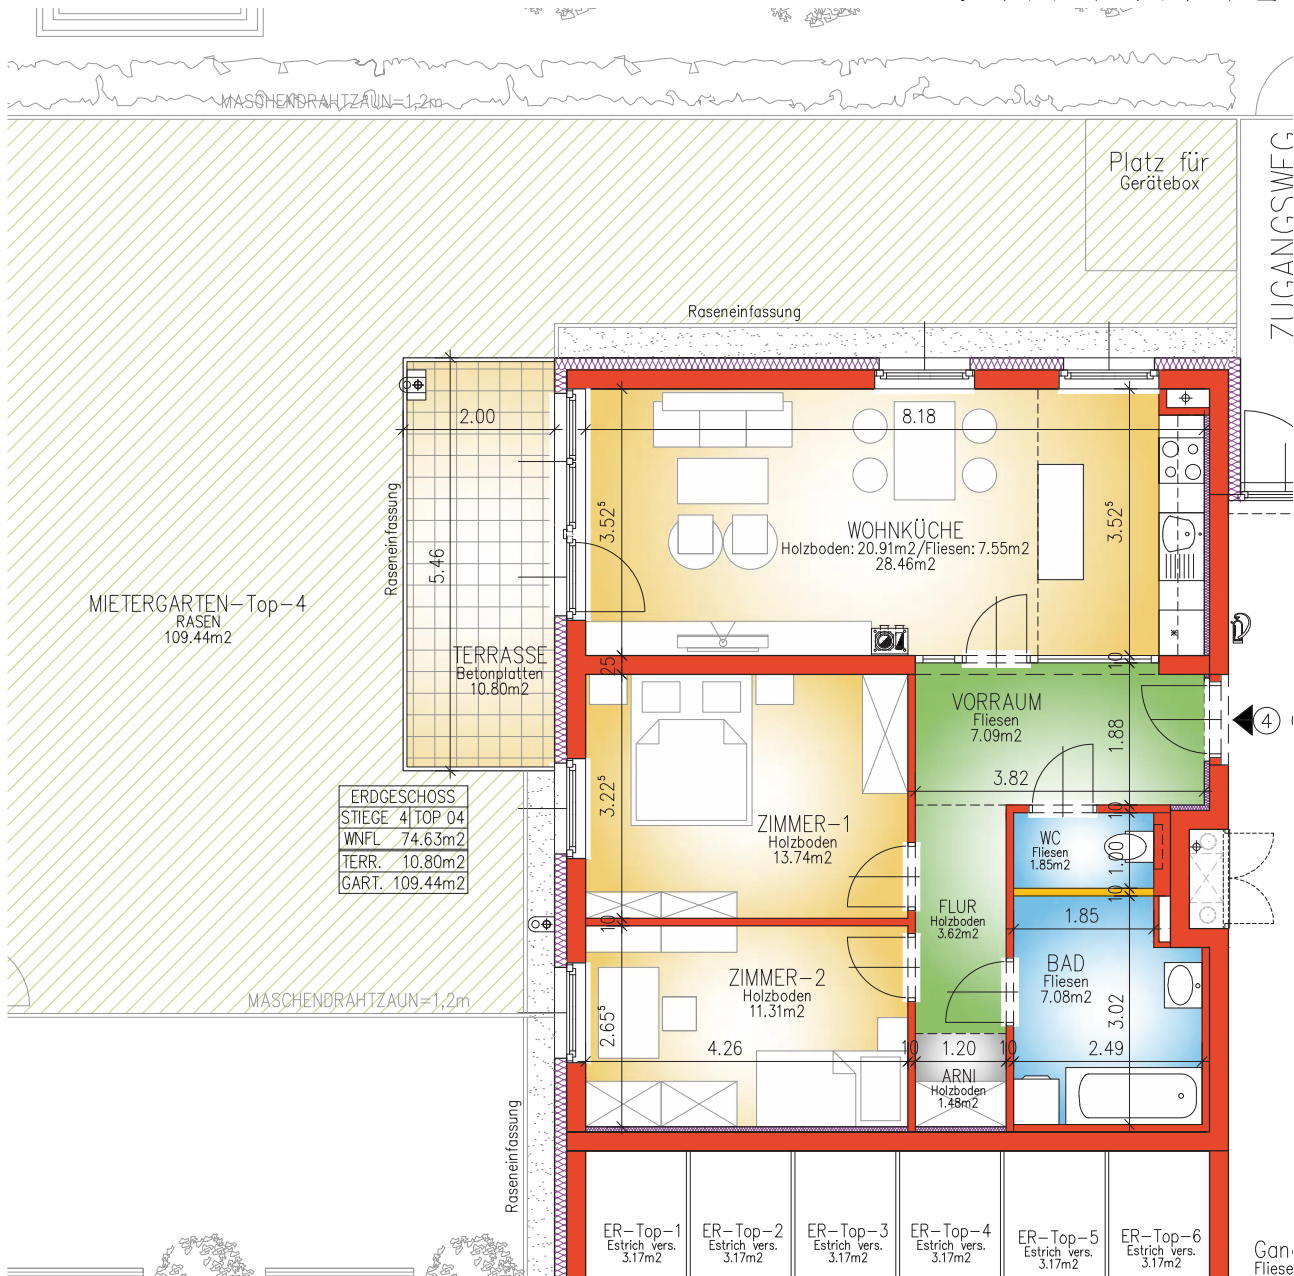 MASCHENDRAHTZAUN=1,2m
Platz für
Gerätebox
ZUGANGSWEG
Raseneinfassung
2.00
8.18
3.52⁵
3.52⁵
WOHNKÜCHE
Holzboden: 20.91m2/Fliesen: 7.55m2
28.46m2
Raseneinfassung
5.46
MIETERGARTEN-Top-4
RASEN
109.44m2
TERRASSE
Betonplatten
10.80m2
25
10
VORRAUM
Fliesen
7.09m2
1.88
3.82
4
ERDGESCHOSS
STIEGE 4 TOP 04
WNFL 74.63m2
TERR. 10.80m2
GART. 109.44m2
3.22⁵
ZIMMER-1
Holzboden
13.74m2
10
WC
Fliesen
1.85m2
1.00
10
10
FLUR
Holzboden
3.62m2
1.85
BAD
Fliesen
7.08m2
ZIMMER-2
Holzboden
11.31m2
MASCHENDRAHTZAUN=1,2m
2.65⁵
3.02
4.26
10
1.20
10
2.49
ARNI
Holzboden
1.48m2
Raseneinfassung
ER-Top-1
Estrich vers.
3.17m2
ER-Top-2
Estrich vers.
3.17m2
ER-Top-3
Estrich vers.
3.17m2
ER-Top-4
Estrich vers.
3.17m2
ER-Top-5
Estrich vers.
3.17m2
ER-Top-6
Estrich vers.
3.17m2